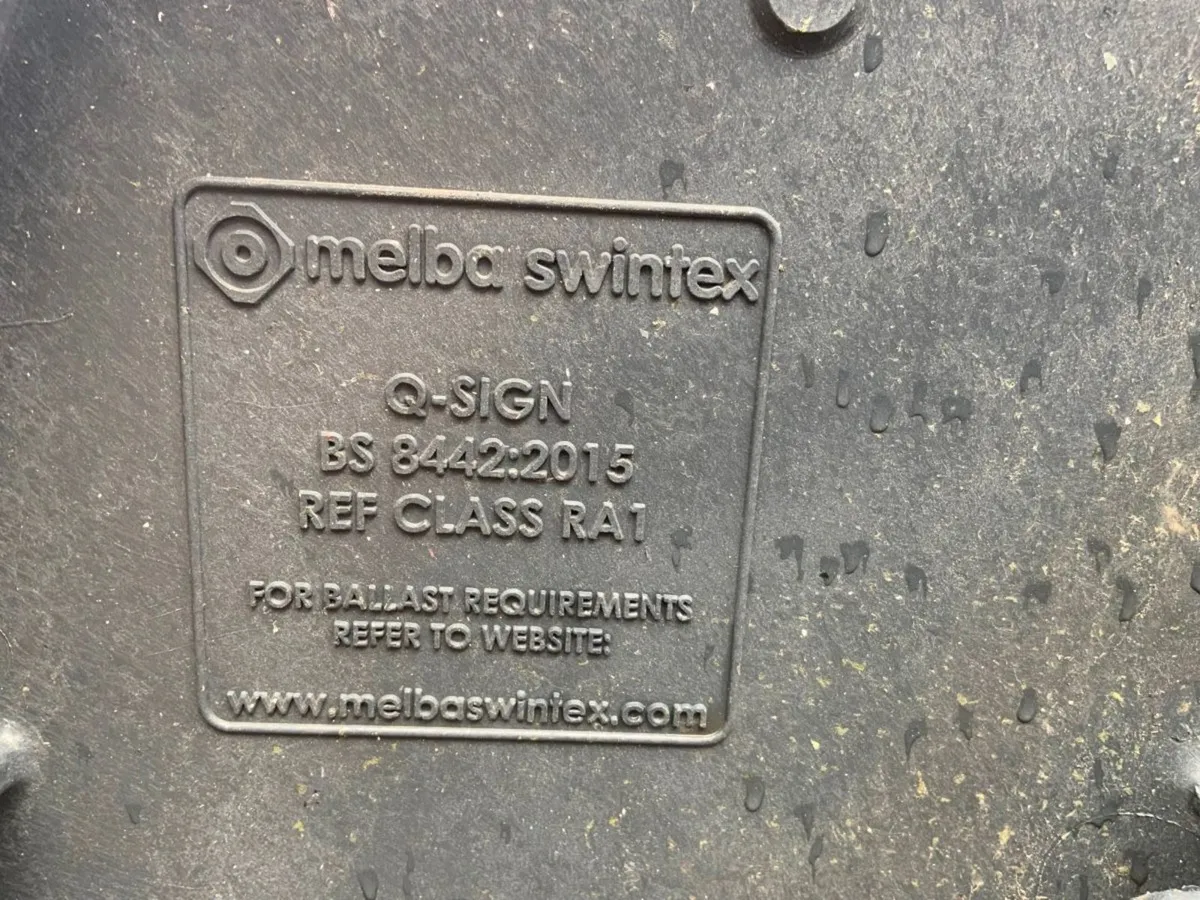 melba swintex
Q-SIGN
BS 8442:2015
REF CLASS RA1
FOR BALLAST REQUIREMENTS
REFER TO WEBSITE:
www.melbaswintex.com